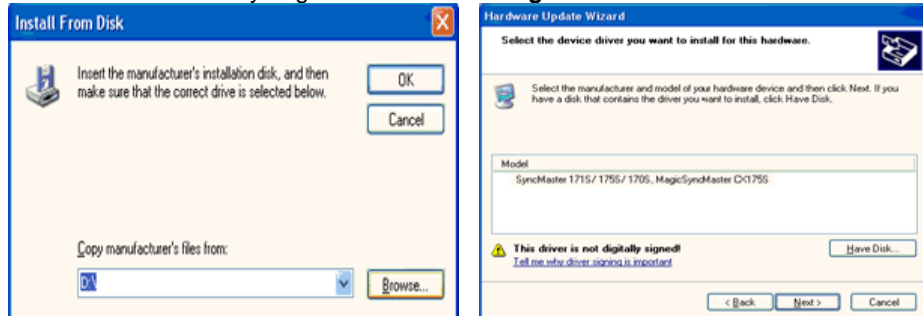 Install From Disk
Insert the manufacturer's installation disk, and then
make sure that the correct drive is selected below.
OK
Cancel
Copy manufacturer's files from:
D:\
Browse...
Hardware Update Wizard
Select the device driver you want to install for this hardware.
Select the manufacturer and model of your hardware device and then click Next. If you
have a disk that contains the driver you want to install, click Have Disk.
Model
SyncMaster 171S/ 175S/ 170S, MagicSyncMaster CX175S
This driver is not digitally signed!
Tell me why driver signing is important
Have Disk...
< Back
Next >
Cancel